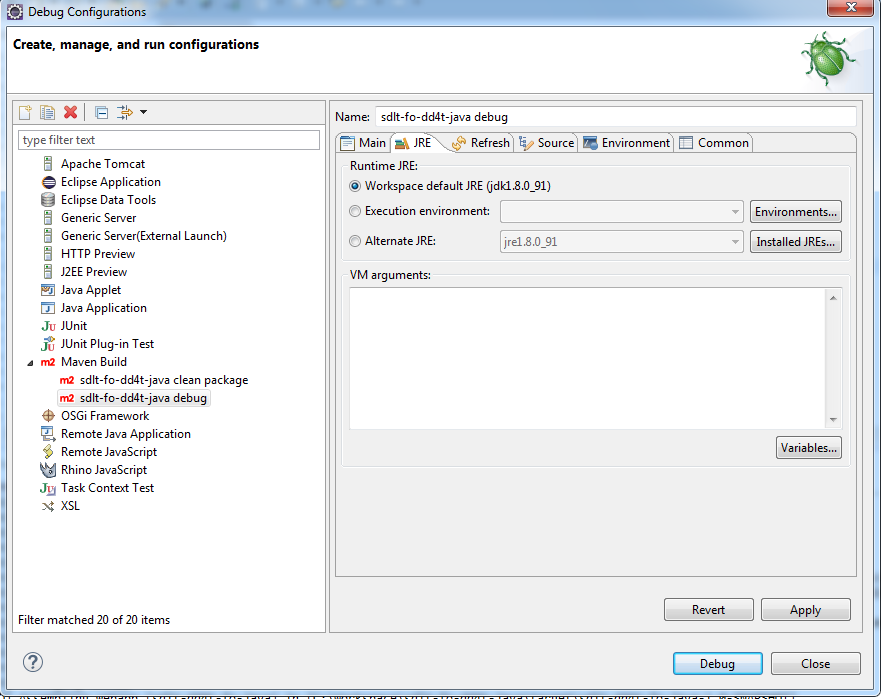 Debug Configurations
Create, manage, and run configurations
type filter text
Apache Tomcat
Eclipse Application
Eclipse Data Tools
Generic Server
Generic Server(External Launch)
HTTP Preview
J2EE Preview
Java Applet
Java Application
Ju JUnit
JUnit Plug-in Test
m2 Maven Build
m2 sdlt-fo-dd4t-java clean package
m2 sdlt-fo-dd4t-java debug
OSGi Framework
Remote Java Application
Remote JavaScript
Rhino JavaScript
Task Context Test
XSL
Filter matched 20 of 20 items
Name: sdlt-fo-dd4t-java debug
Main JRE Refresh Source Environment Common
Runtime JRE:
Workspace default JRE (jdk1.8.0_91)
Execution environment: Environments...
Alternate JRE: jre1.8.0_91 Installed JREs...
VM arguments:
Variables...
Revert Apply
? Debug Close